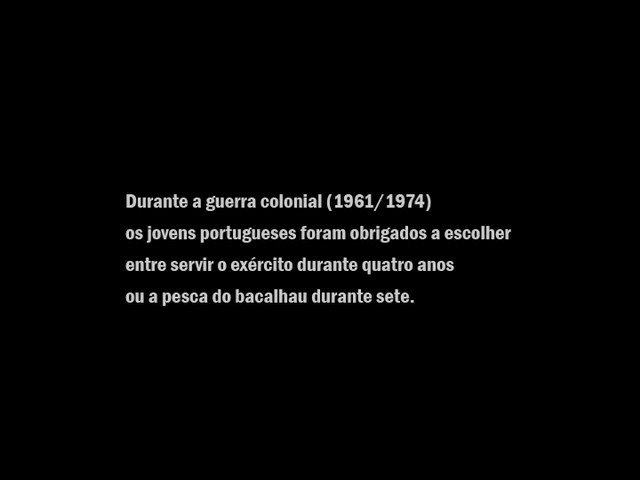 Durante a guerra colonial (1961/1974)
os jovens portugueses foram obrigados a escolher
entre servir o exército durante quatro anos
ou a pesca do bacalhau durante sete.